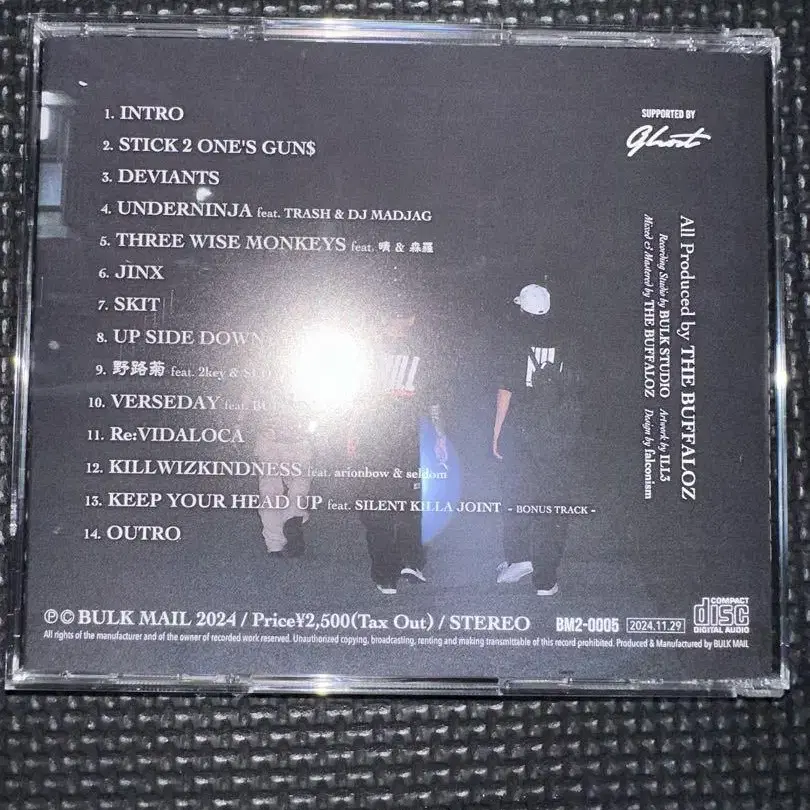 1. INTRO
2. STICK 2 ONE'S GUN$
3. DEVIANTS
4. UNDERNINJA feat. TRASH & DJ MADJAG
5. THREE WISE MONKEYS feat. & 森羅
6. JINX
7. SKIT
8. UP SIDE DOWN
9. 野路菊 feat. 2key &
10. VERSEDAY feat.
11. Re:VIDALOCA
12. KILLWIZKINDNESS feat. arionbow & seldom
13. KEEP YOUR HEAD UP feat. SILENT KILLA JOINT - BONUS TRACK -
14. OUTRO
SUPPORTED BY
Ghost
All Produced by THE BUFFALOZ
Recording Studio by BULK STUDIO Artwork by ILL3
Mixed & Mastered by THE BUFFALOZ Design by falconism
℗©BULK MAIL 2024 / Price¥2,500(Tax Out) / STEREO
BM2-0005 2024.11.29
COMPACT
disc
DIGITAL AUDIO
All rights of the manufacturer and of the owner of recorded work reserved. Unauthorized copying, broadcasting, renting and making transmittable of this record prohibited. Produced & Manufactured by BULK MAIL